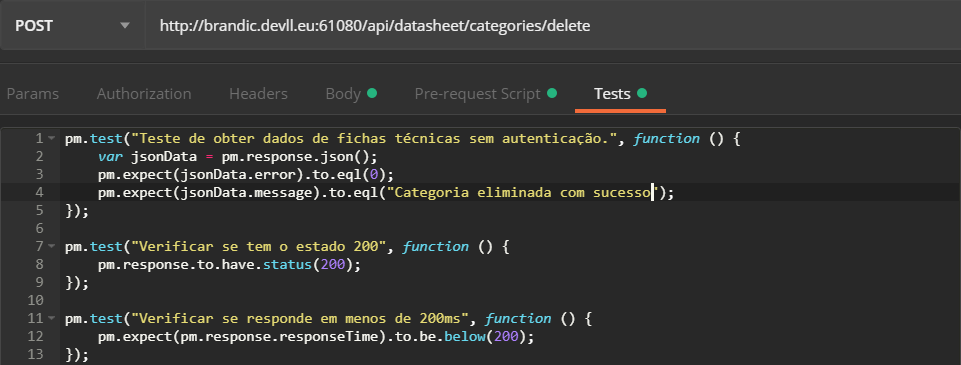 POST http://brandic.devll.eu:61080/api/datasheet/categories/delete
Params Authorization Headers Body Pre-request Script Tests
1 pm.test("Teste de obter dados de fichas técnicas sem autenticação.", function () {
2 var jsonData = pm.response.json();
3 pm.expect(jsonData.error).to.eql(0);
4 pm.expect(jsonData.message).to.eql("Categoria eliminada com sucesso");
5 });
6
7 pm.test("Verificar se tem o estado 200", function () {
8 pm.response.to.have.status(200);
9 });
10
11 pm.test("Verificar se responde em menos de 200ms", function () {
12 pm.expect(pm.response.responseTime).to.be.below(200);
13 });